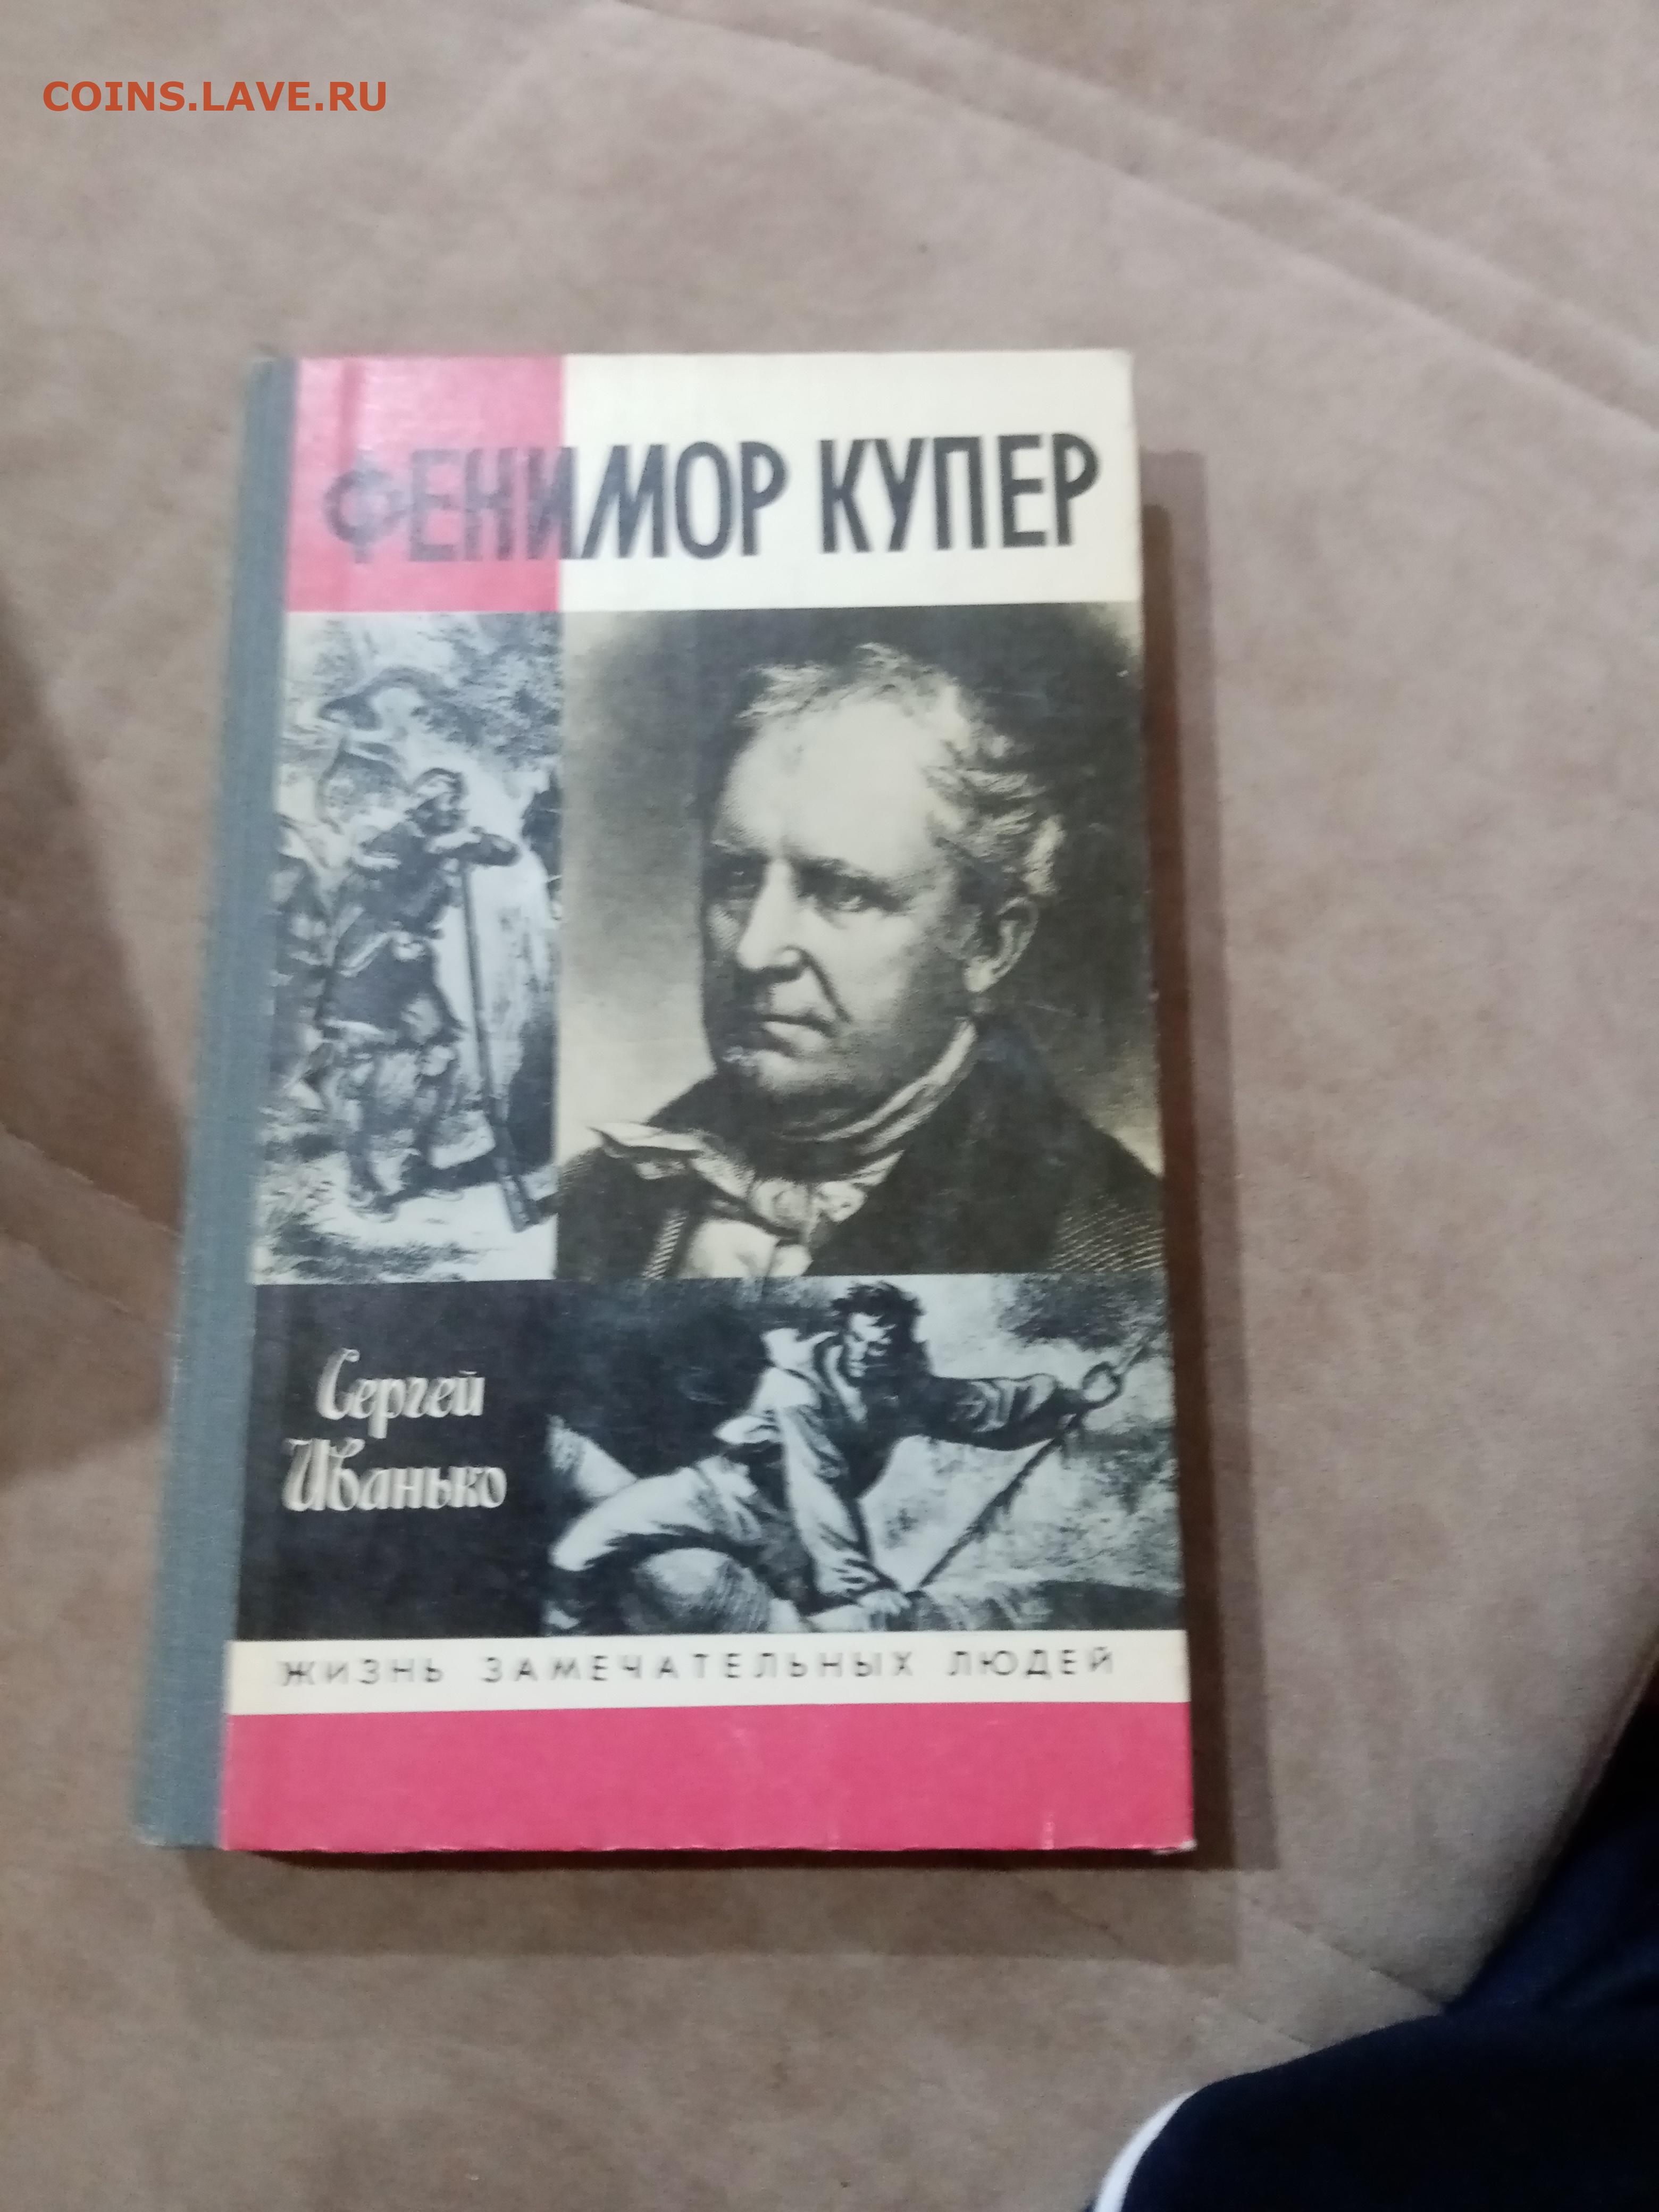 COINS.LAVE.RU
ФЕНИМОР КУПЕР
Сергей
Иванько
ЖИЗНЬ ЗАМЕЧАТЕЛЬНЫХ ЛЮДЕЙ